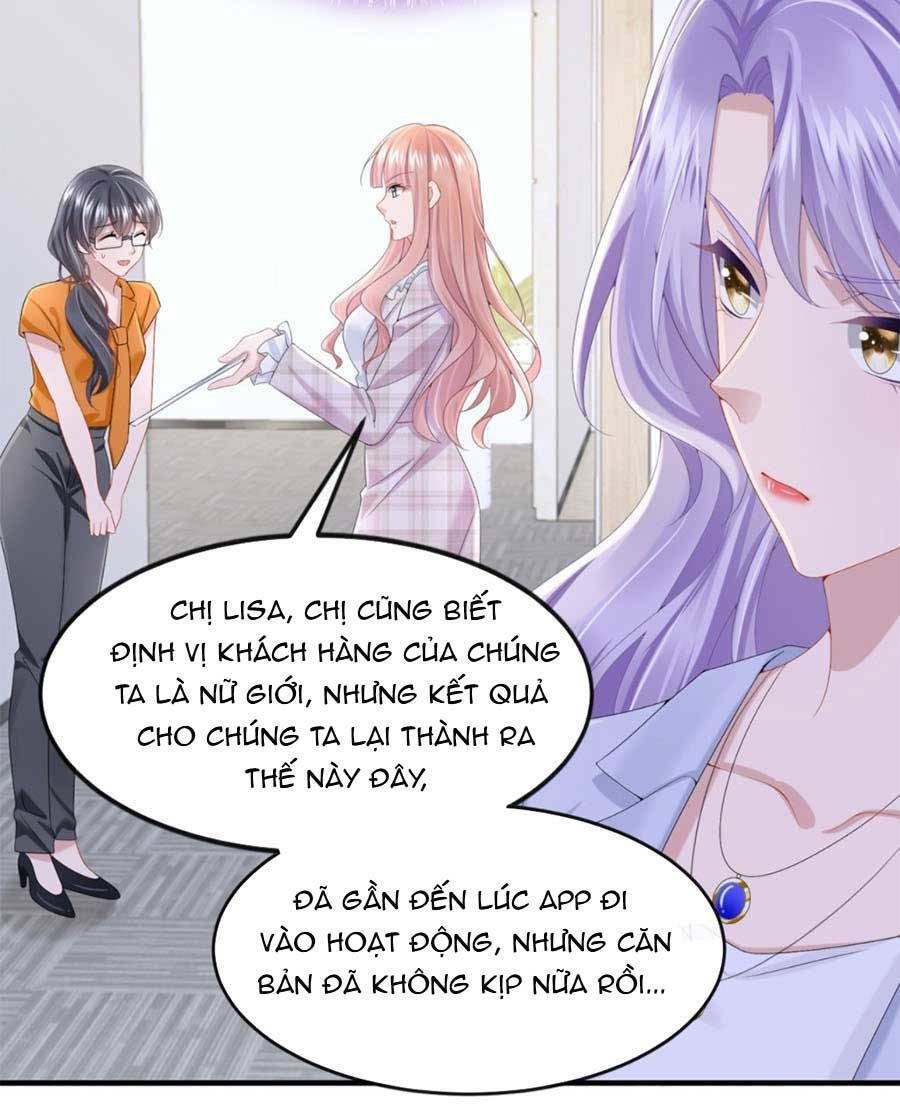 CHỊ LISA, CHỊ CŨNG BIẾT
ĐỊNH VỊ KHÁCH HÀNG CỦA CHÚNG
TA LÀ NỮ GIỚI, NHƯNG KẾT QUẢ
CHO CHÚNG TA LẠI THÀNH RA
THẾ NÀY ĐÂY,
ĐÃ GẦN ĐẾN LÚC APP ĐI
VÀO HOẠT ĐỘNG, NHƯNG CĂN
BẢN ĐÃ KHÔNG KỊP NỮA RỒI...